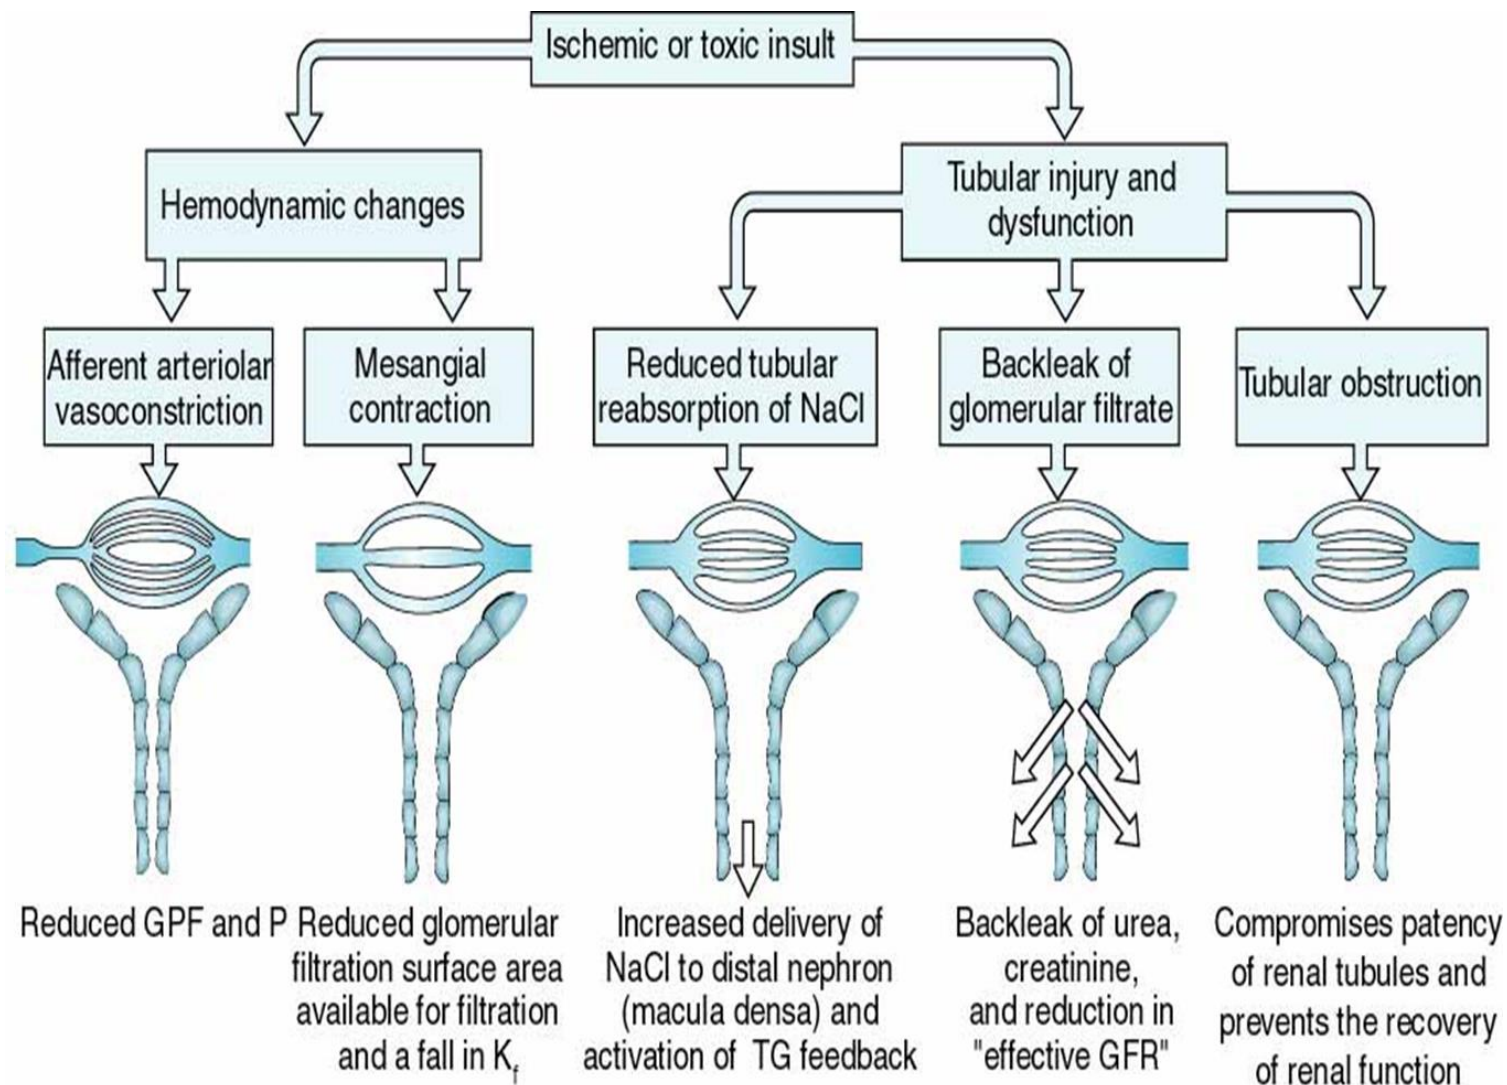 Ischemic or toxic insult
Hemodynamic changes
Tubular injury and
dysfunction
Afferent arteriolar
vasoconstriction
Mesangial
contraction
Reduced tubular
reabsorption of NaCl
Backleak of
glomerular filtrate
Tubular obstruction
Reduced GPF and P
Reduced glomerular
filtration surface area
available for filtration
and a fall in Kf
Increased delivery of
NaCl to distal nephron
(macula densa) and
activation of TG feedback
Backleak of urea,
creatinine,
and reduction in
"effective GFR"
Compromises patency
of renal tubules and
prevents the recovery
of renal function